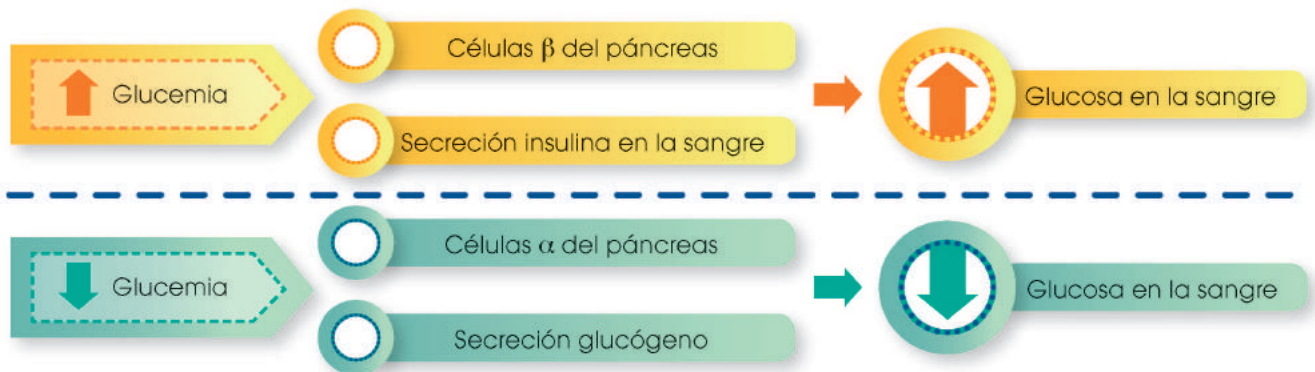 Glucemia
Células β del páncreas
Secreción insulina en la sangre
Glucosa en la sangre
Glucemia
Células α del páncreas
Secreción glucógeno
Glucosa en la sangre